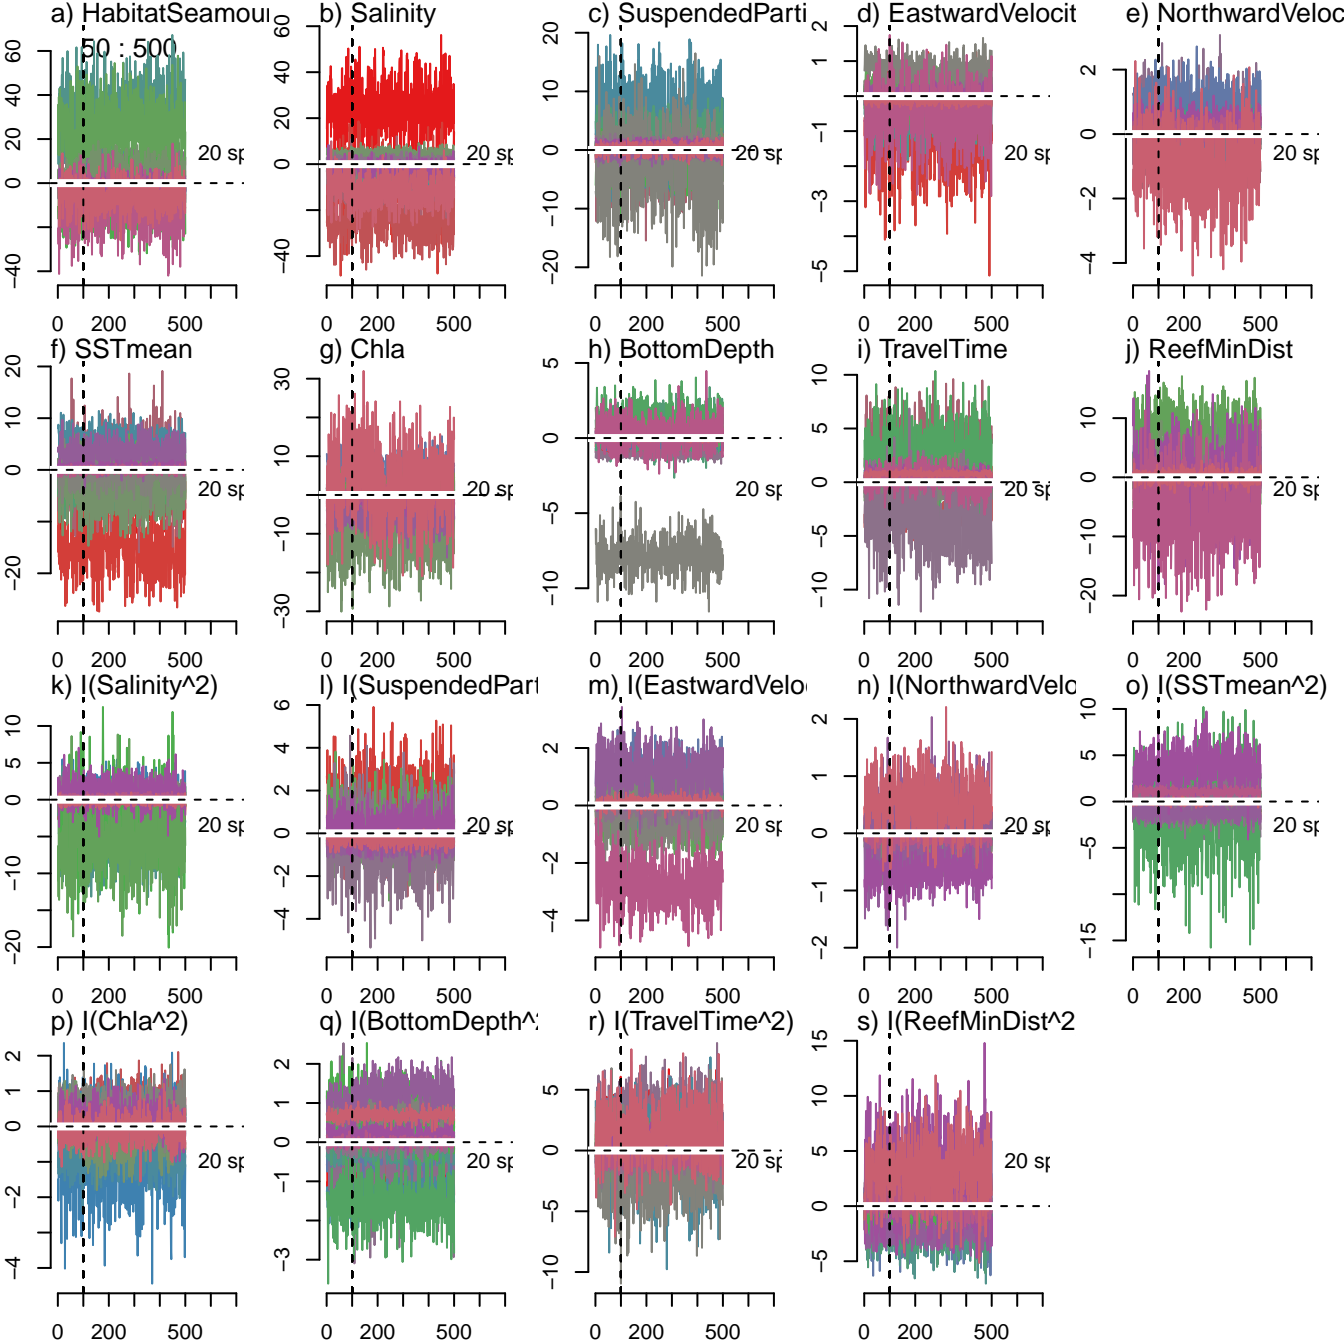 a) HabitatSeamou
50 : 500
60
40
20
0
−40
20 sp
0 200 500
b) Salinity
60
40
20
0
−40
20 sp
0 200 500
c) SuspendedParti
20
10
0
−10
−20
20 sp
0 200 500
d) EastwardVelocit
2
1
−1
−3
−5
20 sp
0 200 500
e) NorthwardVeloc
2
0
−2
−4
20 sp
0 200 500
f) SSTmean
20
10
0
−20
20 sp
0 200 500
g) Chla
30
10
−10
−30
20 sp
0 200 500
h) BottomDepth
5
0
−5
−10
20 sp
0 200 500
i) TravelTime
10
5
0
−5
−10
20 sp
0 200 500
j) ReefMinDist
10
0
−10
−20
20 sp
0 200 500
k) I(Salinity^2)
10
5
0
−10
−20
20 sp
0 200 500
l) I(SuspendedPart
6
4
2
0
−2
−4
20 sp
0 200 500
m) I(EastwardVelo
2
0
−2
−4
20 sp
0 200 500
n) I(NorthwardVelo
2
1
0
−1
−2
20 sp
0 200 500
o) I(SSTmean^2)
10
5
0
−5
−15
20 sp
0 200 500
p) I(Chla^2)
2
1
0
−2
−4
20 sp
0 200 500
q) I(BottomDepth^2
2
1
0
−1
−3
20 sp
0 200 500
r) I(TravelTime^2)
5
0
−5
−10
20 sp
0 200 500
s) I(ReefMinDist^2
15
10
5
0
−5
20 sp
0 200 500